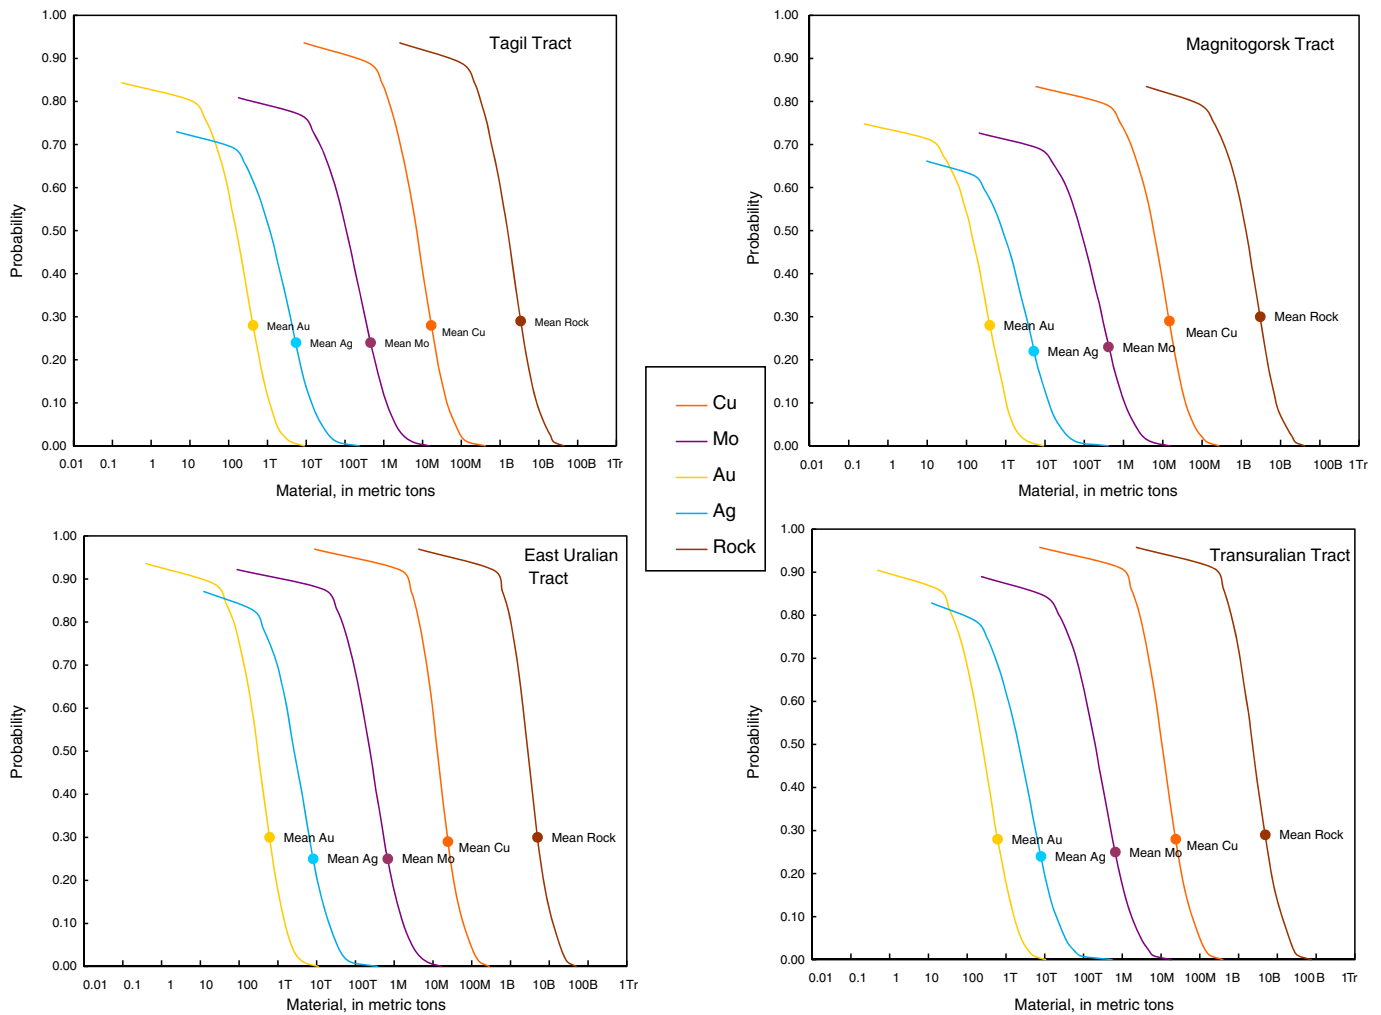 Tagil Tract
1.00
0.90
0.80
0.70
0.60
0.50
0.40
0.30
0.20
0.10
0.00
Probability
Mean Au
Mean Ag
Mean Mo
Mean Cu
Mean Rock
0.01 0.1 1 10 100 1T 10T 100T 1M 10M 100M 1B 10B 100B 1Tr
Material, in metric tons
Magnitogorsk Tract
1.00
0.90
0.80
0.70
0.60
0.50
0.40
0.30
0.20
0.10
0.00
Probability
Mean Au
Mean Ag
Mean Mo
Mean Cu
Mean Rock
0.01 0.1 1 10 100 1T 10T 100T 1M 10M 100M 1B 10B 100B 1Tr
Material, in metric tons
Cu
Mo
Au
Ag
Rock
East Uralian
Tract
1.00
0.90
0.80
0.70
0.60
0.50
0.40
0.30
0.20
0.10
0.00
Probability
Mean Au
Mean Ag
Mean Mo
Mean Cu
Mean Rock
0.01 0.1 1 10 100 1T 10T 100T 1M 10M 100M 1B 10B 100B 1Tr
Material, in metric tons
Transuralian Tract
1.00
0.90
0.80
0.70
0.60
0.50
0.40
0.30
0.20
0.10
0.00
Probability
Mean Au
Mean Ag
Mean Mo
Mean Cu
Mean Rock
0.01 0.1 1 10 100 1T 10T 100T 1M 10M 100M 1B 10B 100B 1Tr
Material, in metric tons